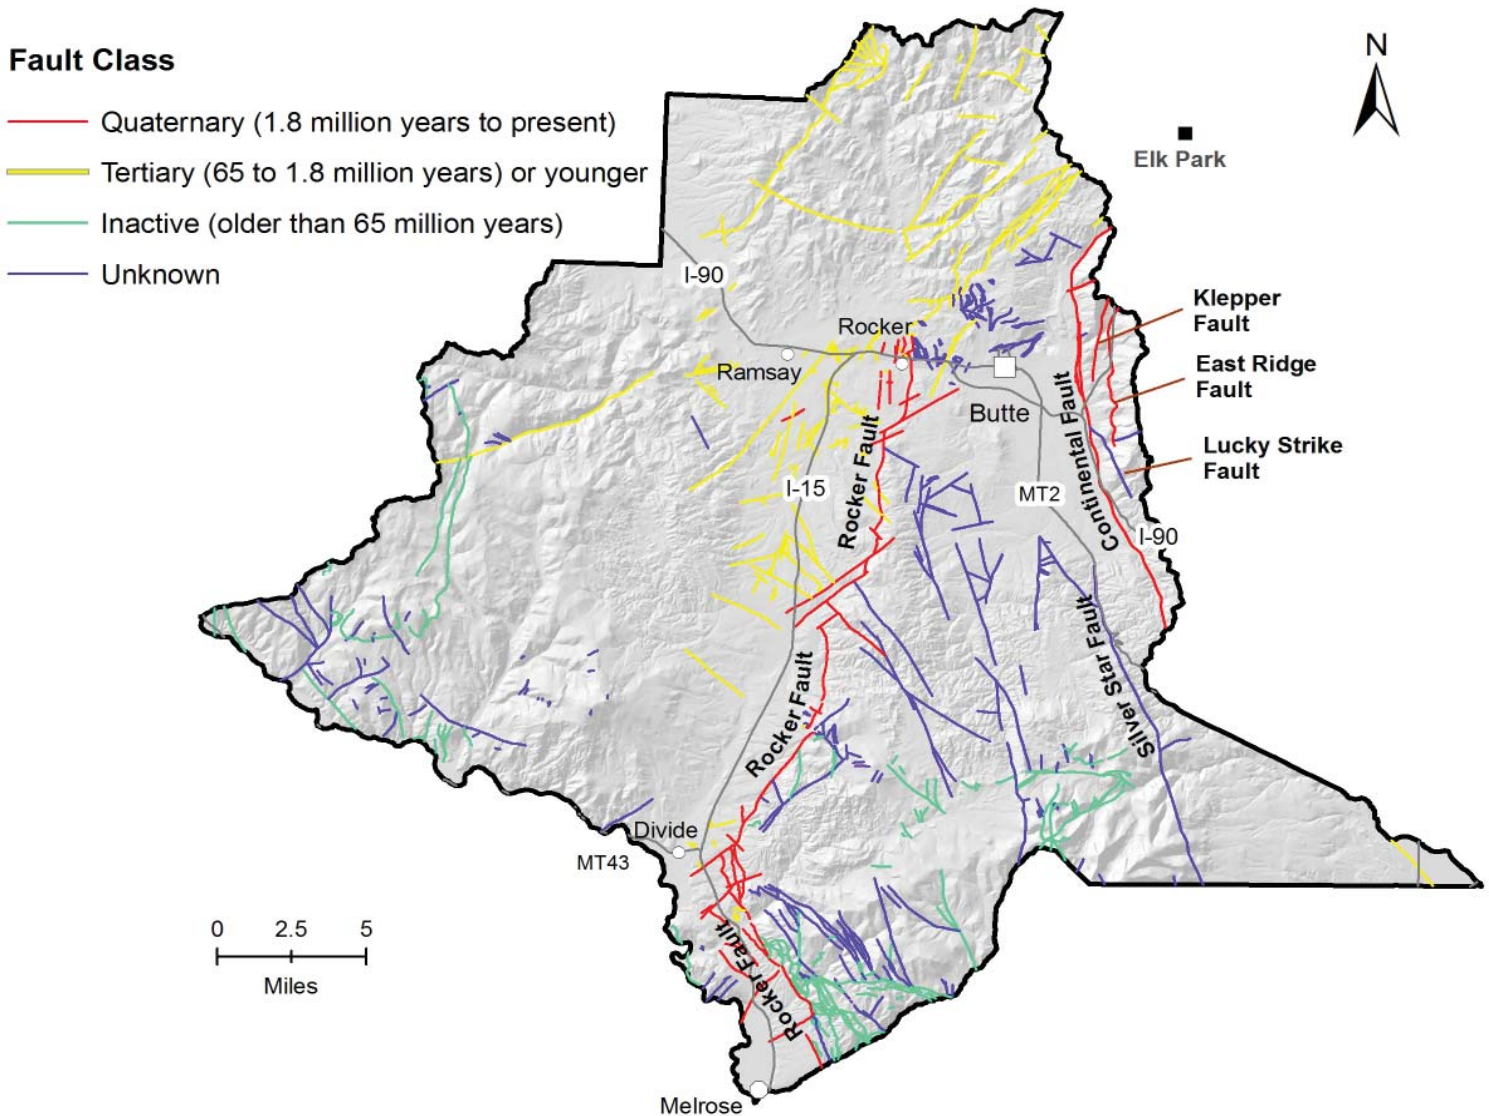 Fault Class
Quaternary (1.8 million years to present)
Tertiary (65 to 1.8 million years) or younger
Inactive (older than 65 million years)
Unknown
N
Elk Park
I-90
Klepper
Fault
Rocker
Ramsay
East Ridge
Fault
Butte
Continental Fault
Rocker Fault
Lucky Strike
Fault
I-15
MT2
I-90
Silver Star Fault
Rocker Fault
Divide
MT43
0 2.5 5
Miles
Rocker Fault
Melrose